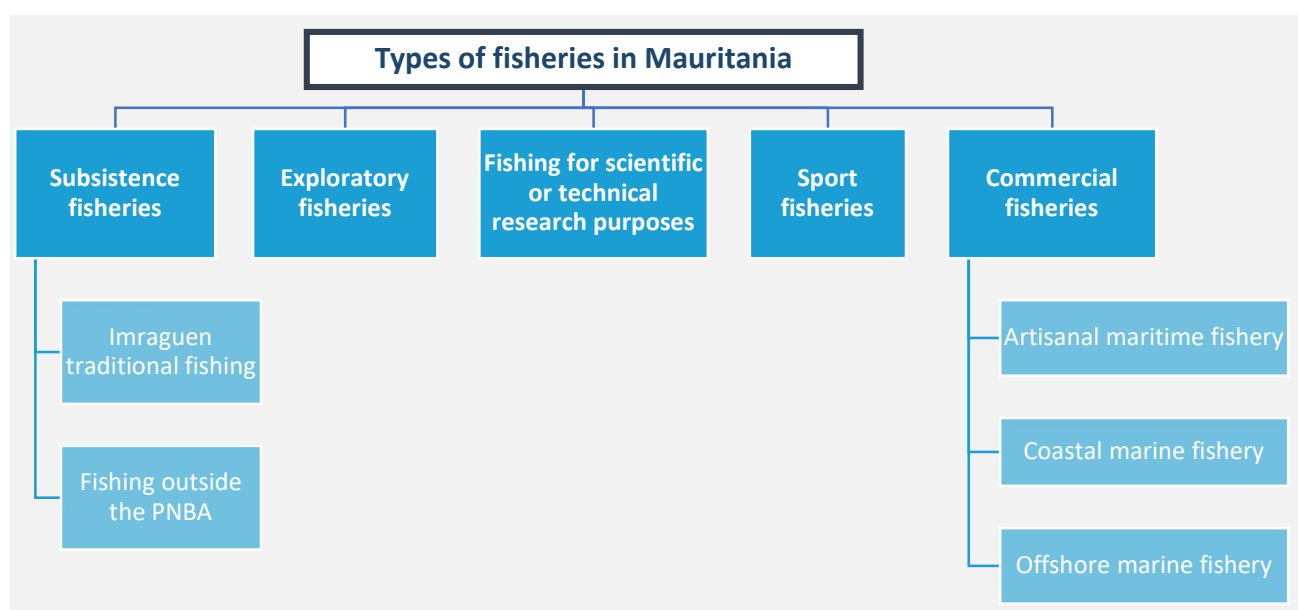 Types of fisheries in Mauritania
Subsistence
fisheries
Exploratory
fisheries
Fishing for scientific
or technical
research purposes
Sport
fisheries
Commercial
fisheries
Imraguen
traditional fishing
Fishing outside
the PNBA
Artisanal maritime fishery
Coastal marine fishery
Offshore marine fishery